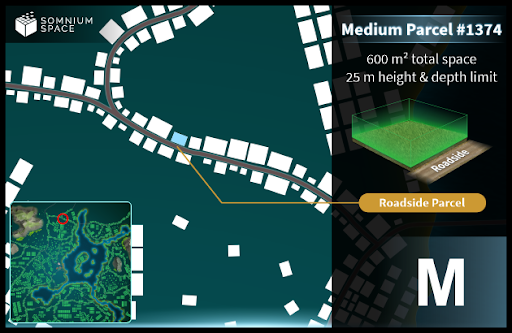 SOMNIUM
SPACE
Medium Parcel #1374
600 m² total space
25 m height & depth limit
Roadside
Roadside Parcel
M